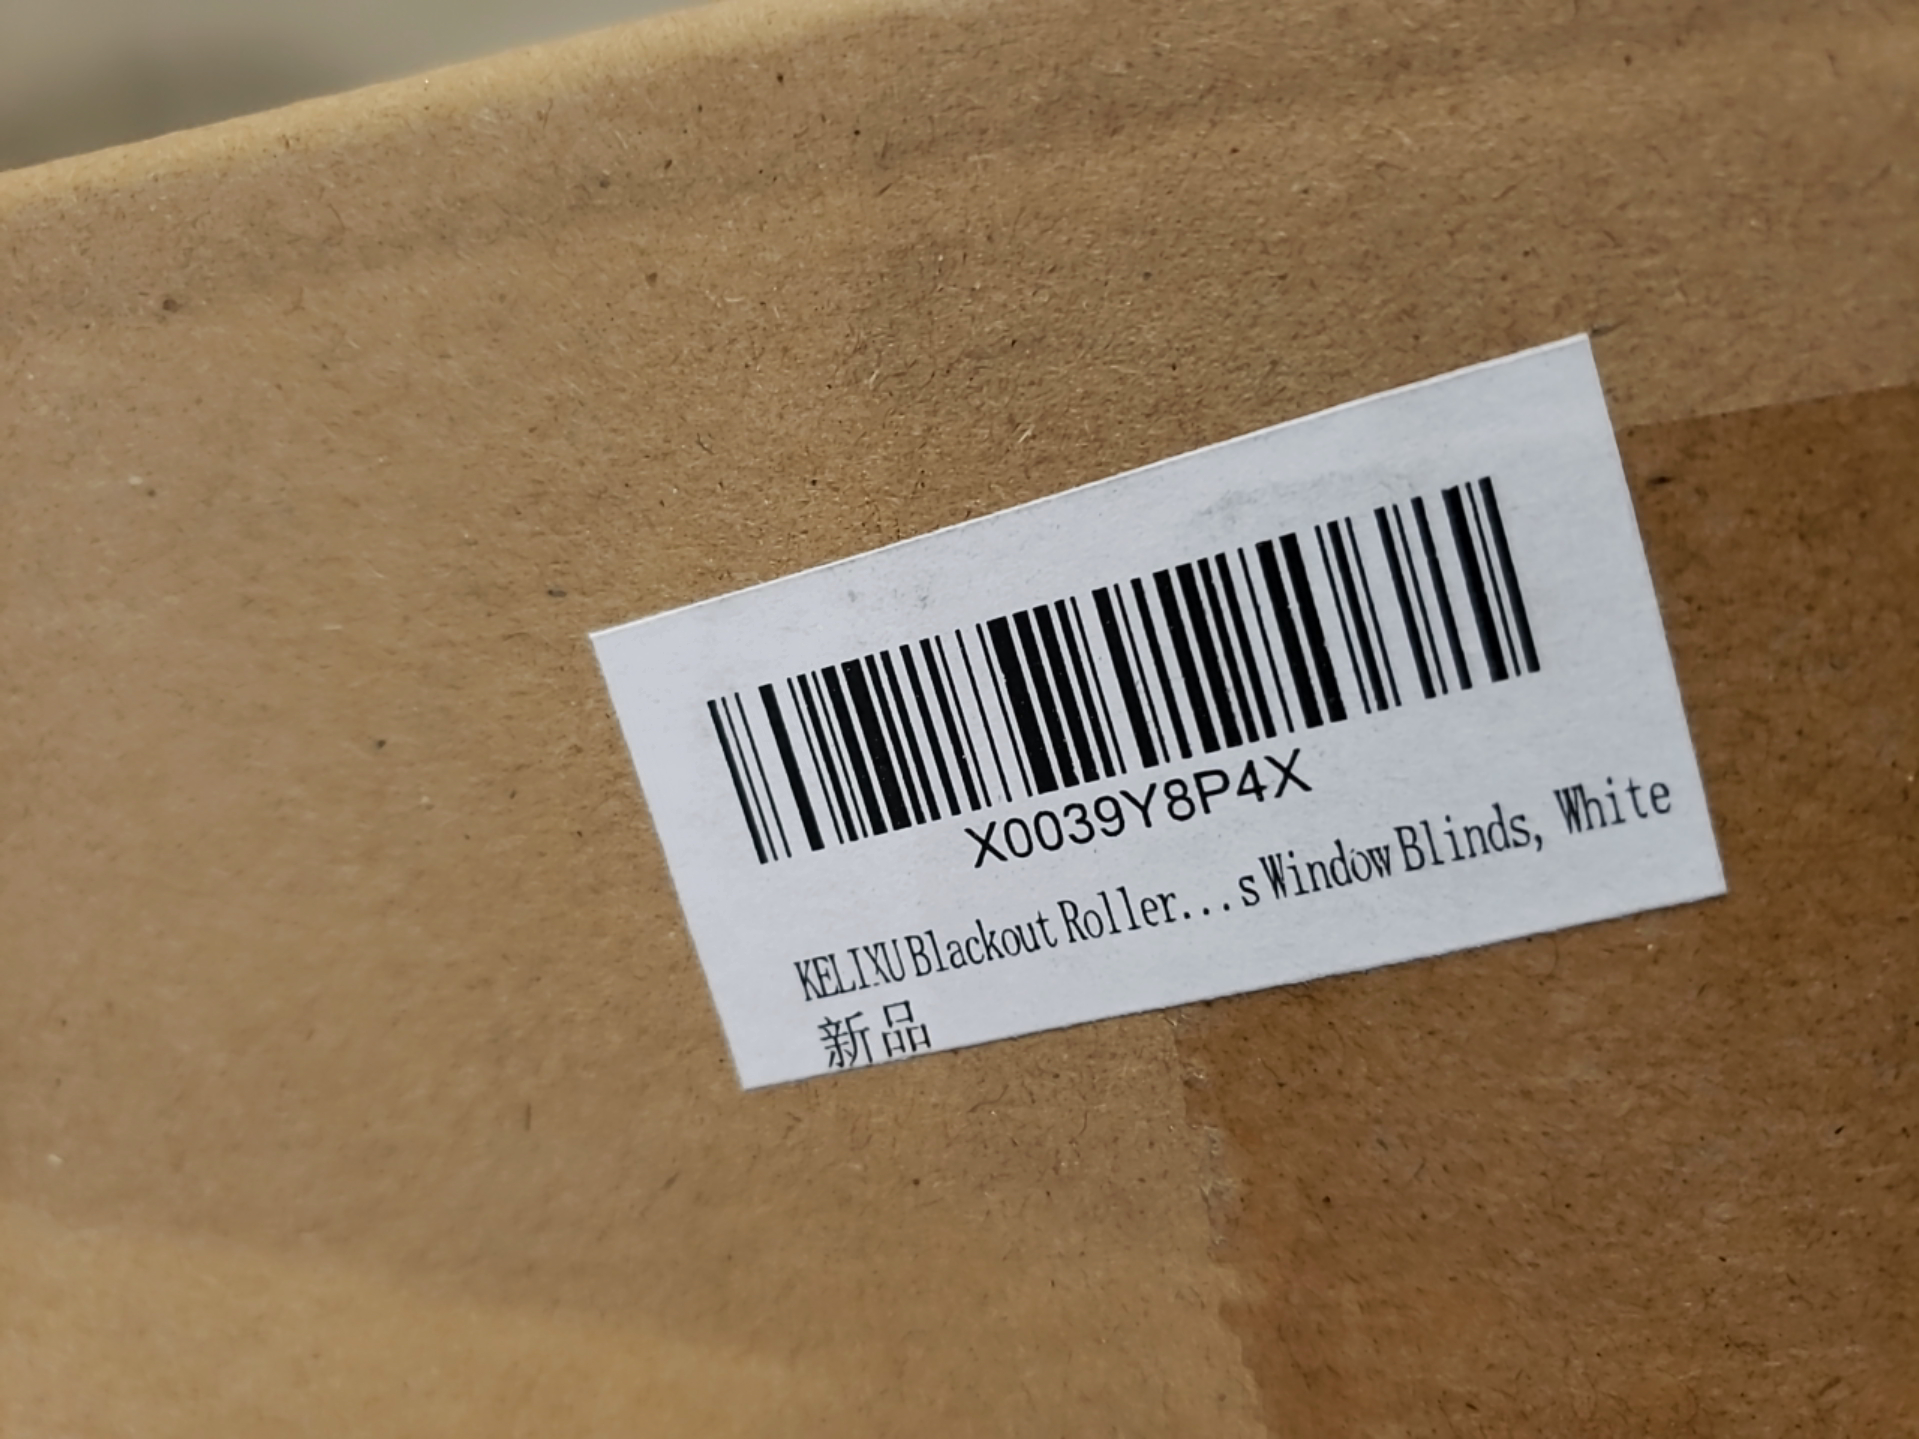 X0039Y8P4X
KELIXU Blackout Roller...s Window Blinds, White
新品